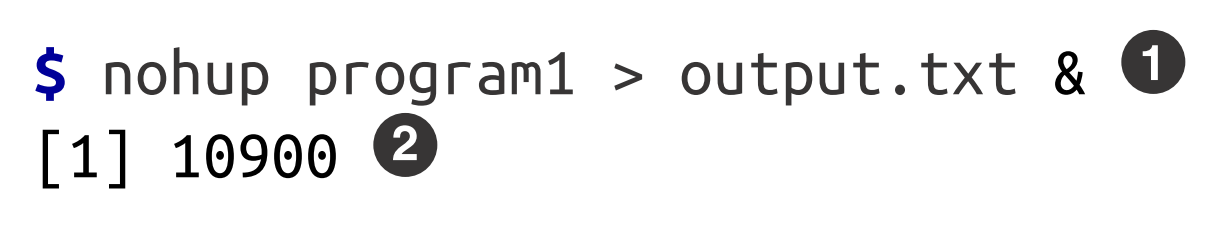 $ nohup program1 > output.txt & 1
[1] 10900 2